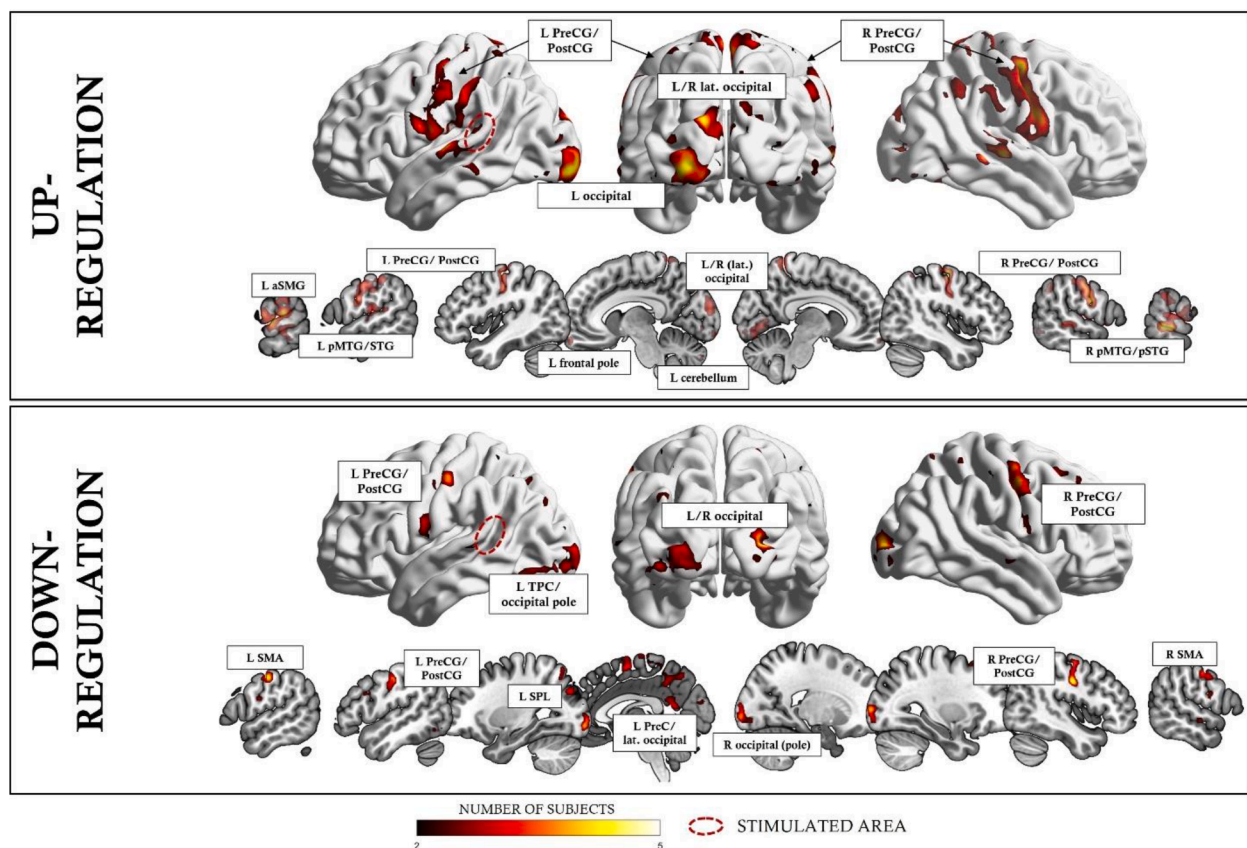 UP-
REGULATION
L PreCG/
PostCG
R PreCG/
PostCG
L/R lat. occipital
L occipital
L PreCG/ PostCG
L/R (lat.)
occipital
R PreCG/ PostCG
L aSMG
L pMTG/STG
L frontal pole
L cerebellum
R pMTG/pSTG
DOWN-
REGULATION
L PreCG/
PostCG
L/R occipital
R PreCG/
PostCG
L TPC/
occipital pole
L SMA
L PreCG/
PostCG
L SPL
L PreC/
lat. occipital
R occipital (pole)
R PreCG/
PostCG
R SMA
NUMBER OF SUBJECTS
2
5
STIMULATED AREA